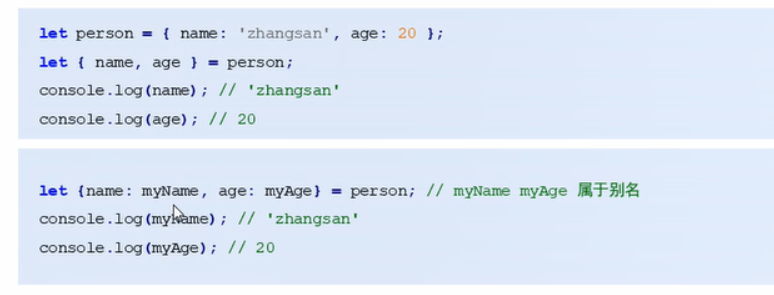 let person = { name: 'zhangsan', age: 20 };
let { name, age } = person;
console.log(name); // 'zhangsan'
console.log(age); // 20
let {name: myName, age: myAge} = person; // myName myAge 属于别名
console.log(myName); // 'zhangsan'
console.log(myAge); // 20